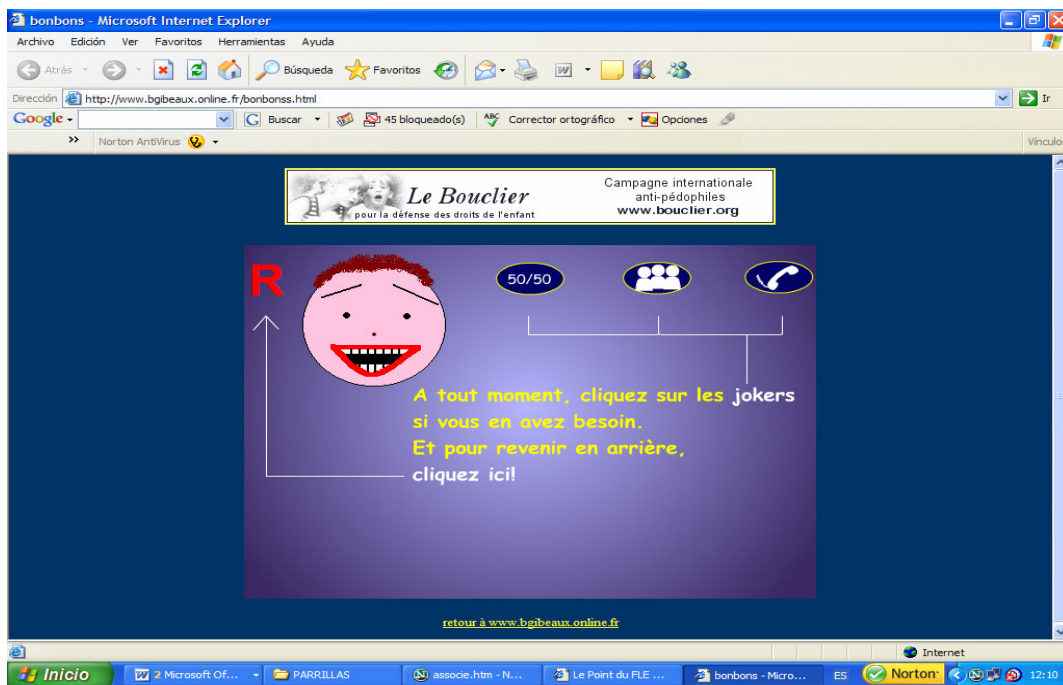 bonbons - Microsoft Internet Explorer
Archivo Edición Ver Favoritos Herramientas Ayuda
Atrás Búsqueda Favoritos
Dirección http://www.bgibeaux.online.fr/bonbonss.html Ir
Google Buscar 45 bloqueado(s) ABC Corrector ortográfico Opciones
>> Norton AntiVirus Vínculo
Le Bouclier
pour la défense des droits de l'enfant
Campagne internationale
anti-pédophiles
www.bouclier.org
R
50/50
A tout moment, cliquez sur les jokers
si vous en avez besoin.
Et pour revenir en arrière,
cliquez ici!
retour à www.bgibeaux.online.fr
Internet
Inicio 2 Microsoft Of... PARRILLAS associe.htm - N... Le Point du FLE ... bonbons - Micro... ES Norton 12:10